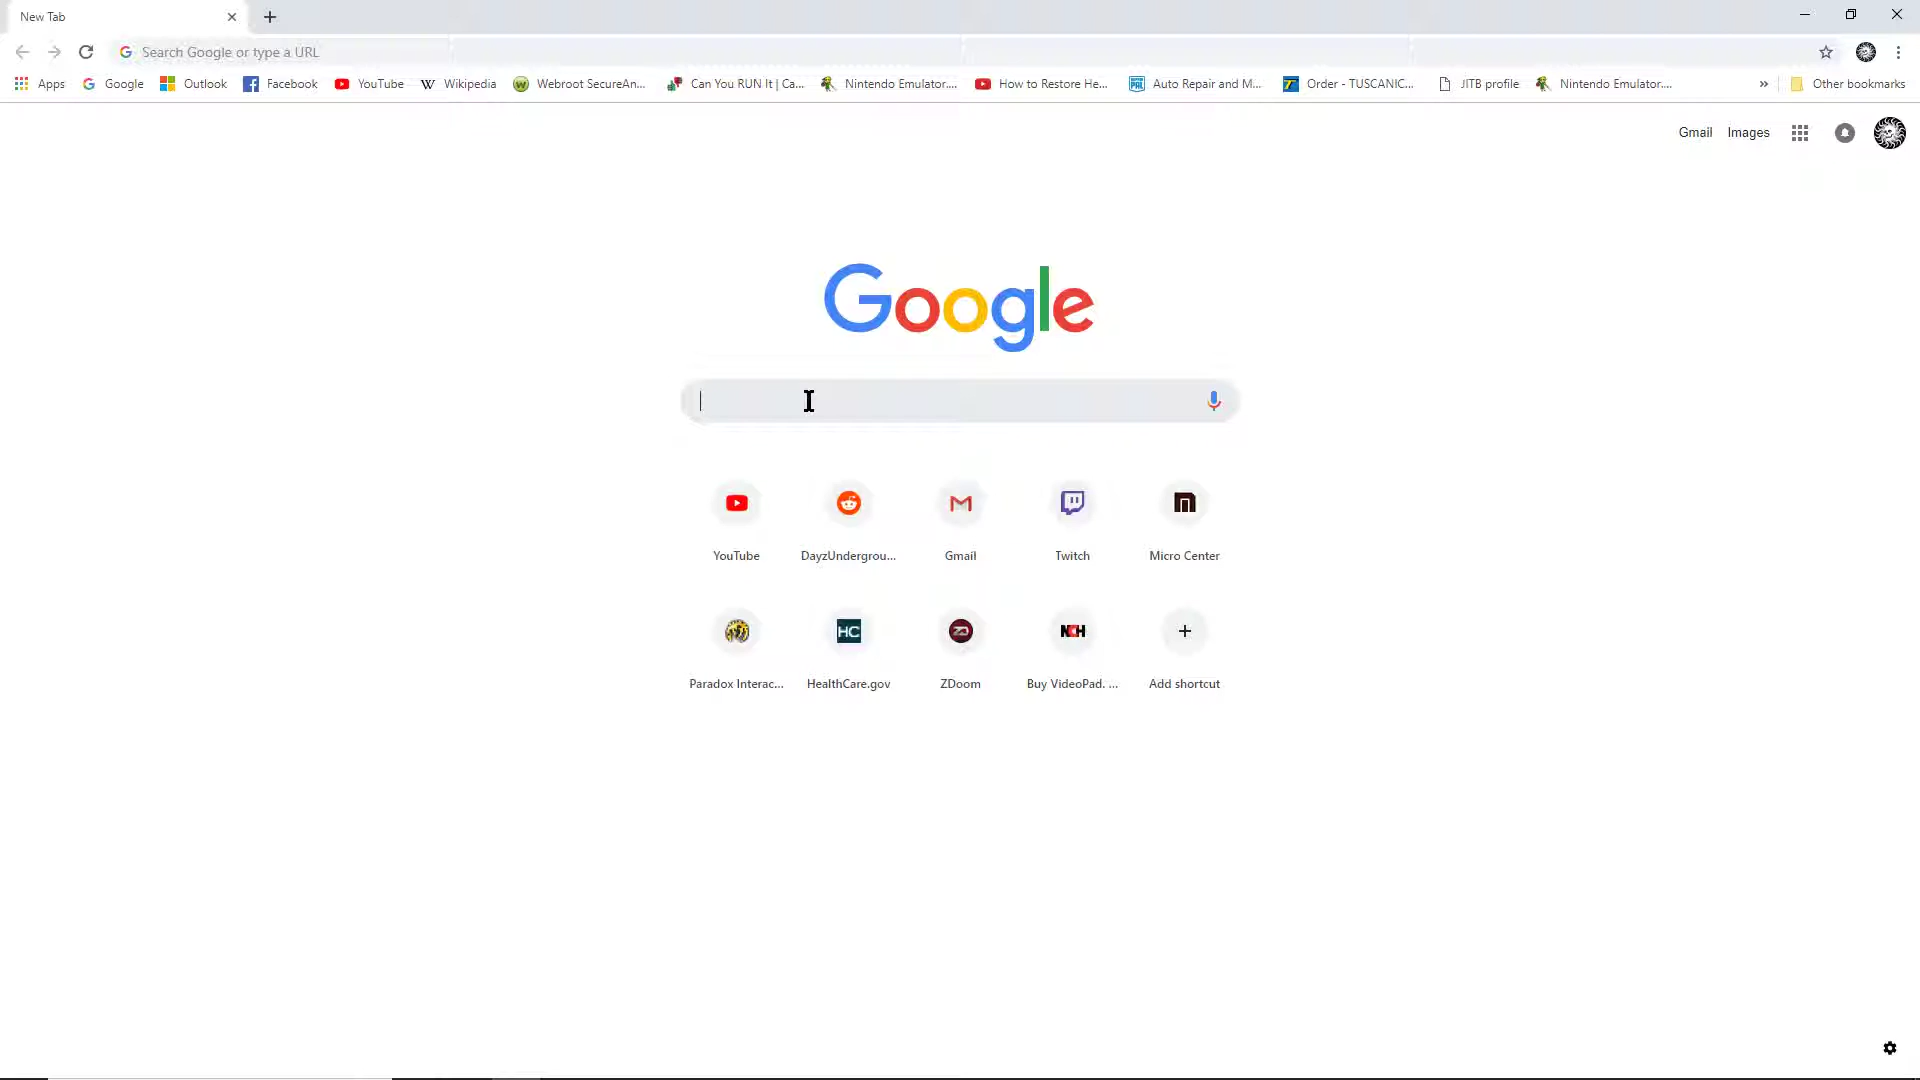 New Tab
Search Google or type a URL
Apps Google Outlook Facebook YouTube Wikipedia Webroot SecureAn... Can You RUN It | Ca... Nintendo Emulator.... How to Restore He... Auto Repair and M... Order - TUSCANIC... JITB profile Nintendo Emulator.... » Other bookmarks
Gmail Images
Google
YouTube DayzUndergrou... Gmail Twitch Micro Center
HC NCH
Paradox Interac... HealthCare.gov ZDoom Buy VideoPad. ... Add shortcut